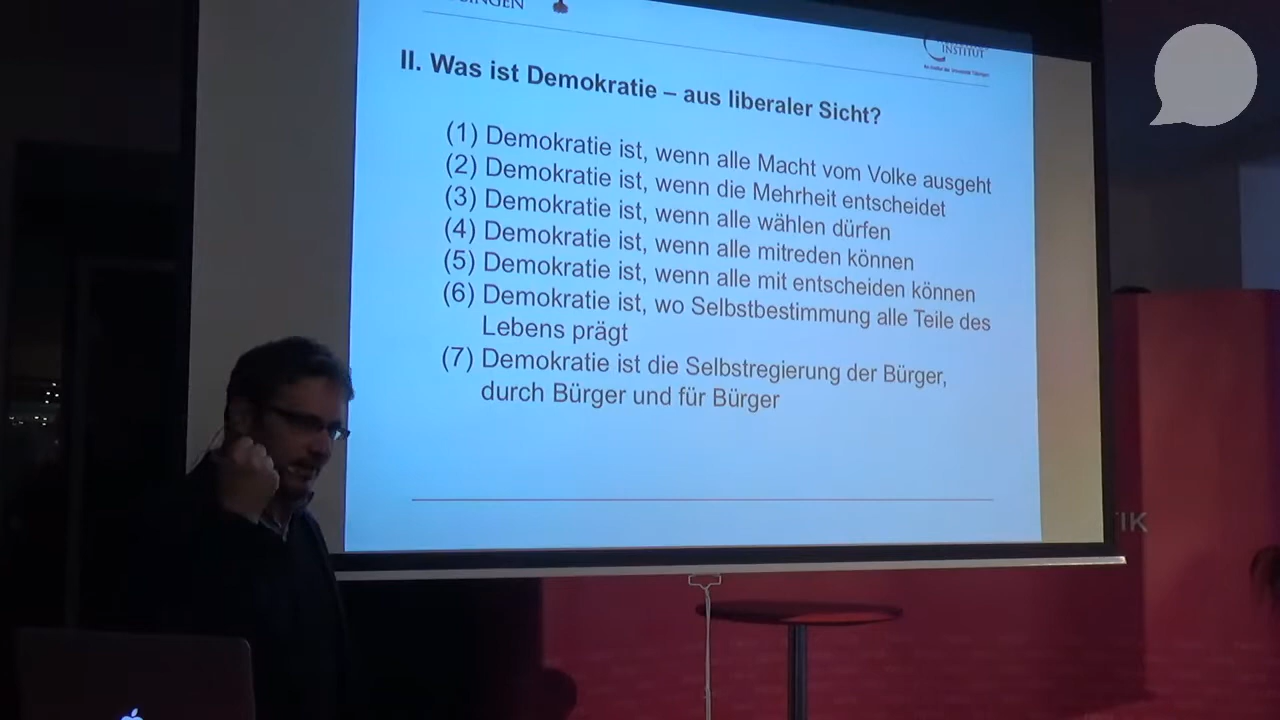 INSTITUT
II. Was ist Demokratie – aus liberaler Sicht?
(1) Demokratie ist, wenn alle Macht vom Volke ausgeht
(2) Demokratie ist, wenn die Mehrheit entscheidet
(3) Demokratie ist, wenn alle wählen dürfen
(4) Demokratie ist, wenn alle mitreden können
(5) Demokratie ist, wenn alle mit entscheiden können
(6) Demokratie ist, wo Selbstbestimmung alle Teile des
Lebens prägt
(7) Demokratie ist die Selbstregierung der Bürger,
durch Bürger und für Bürger
IK